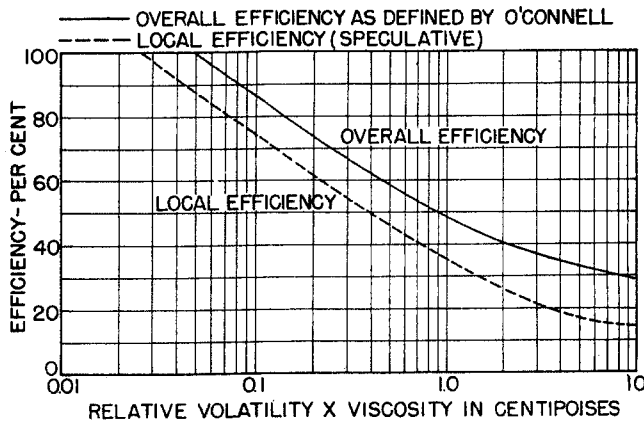 OVERALL EFFICIENCY AS DEFINED BY O'CONNELL
LOCAL EFFICIENCY (SPECULATIVE)
100
80
60
40
20
0
EFFICIENCY-PER CENT
OVERALL EFFICIENCY
LOCAL EFFICIENCY
0.01 0.1 1.0 10
RELATIVE VOLATILITY X VISCOSITY IN CENTIPOISES